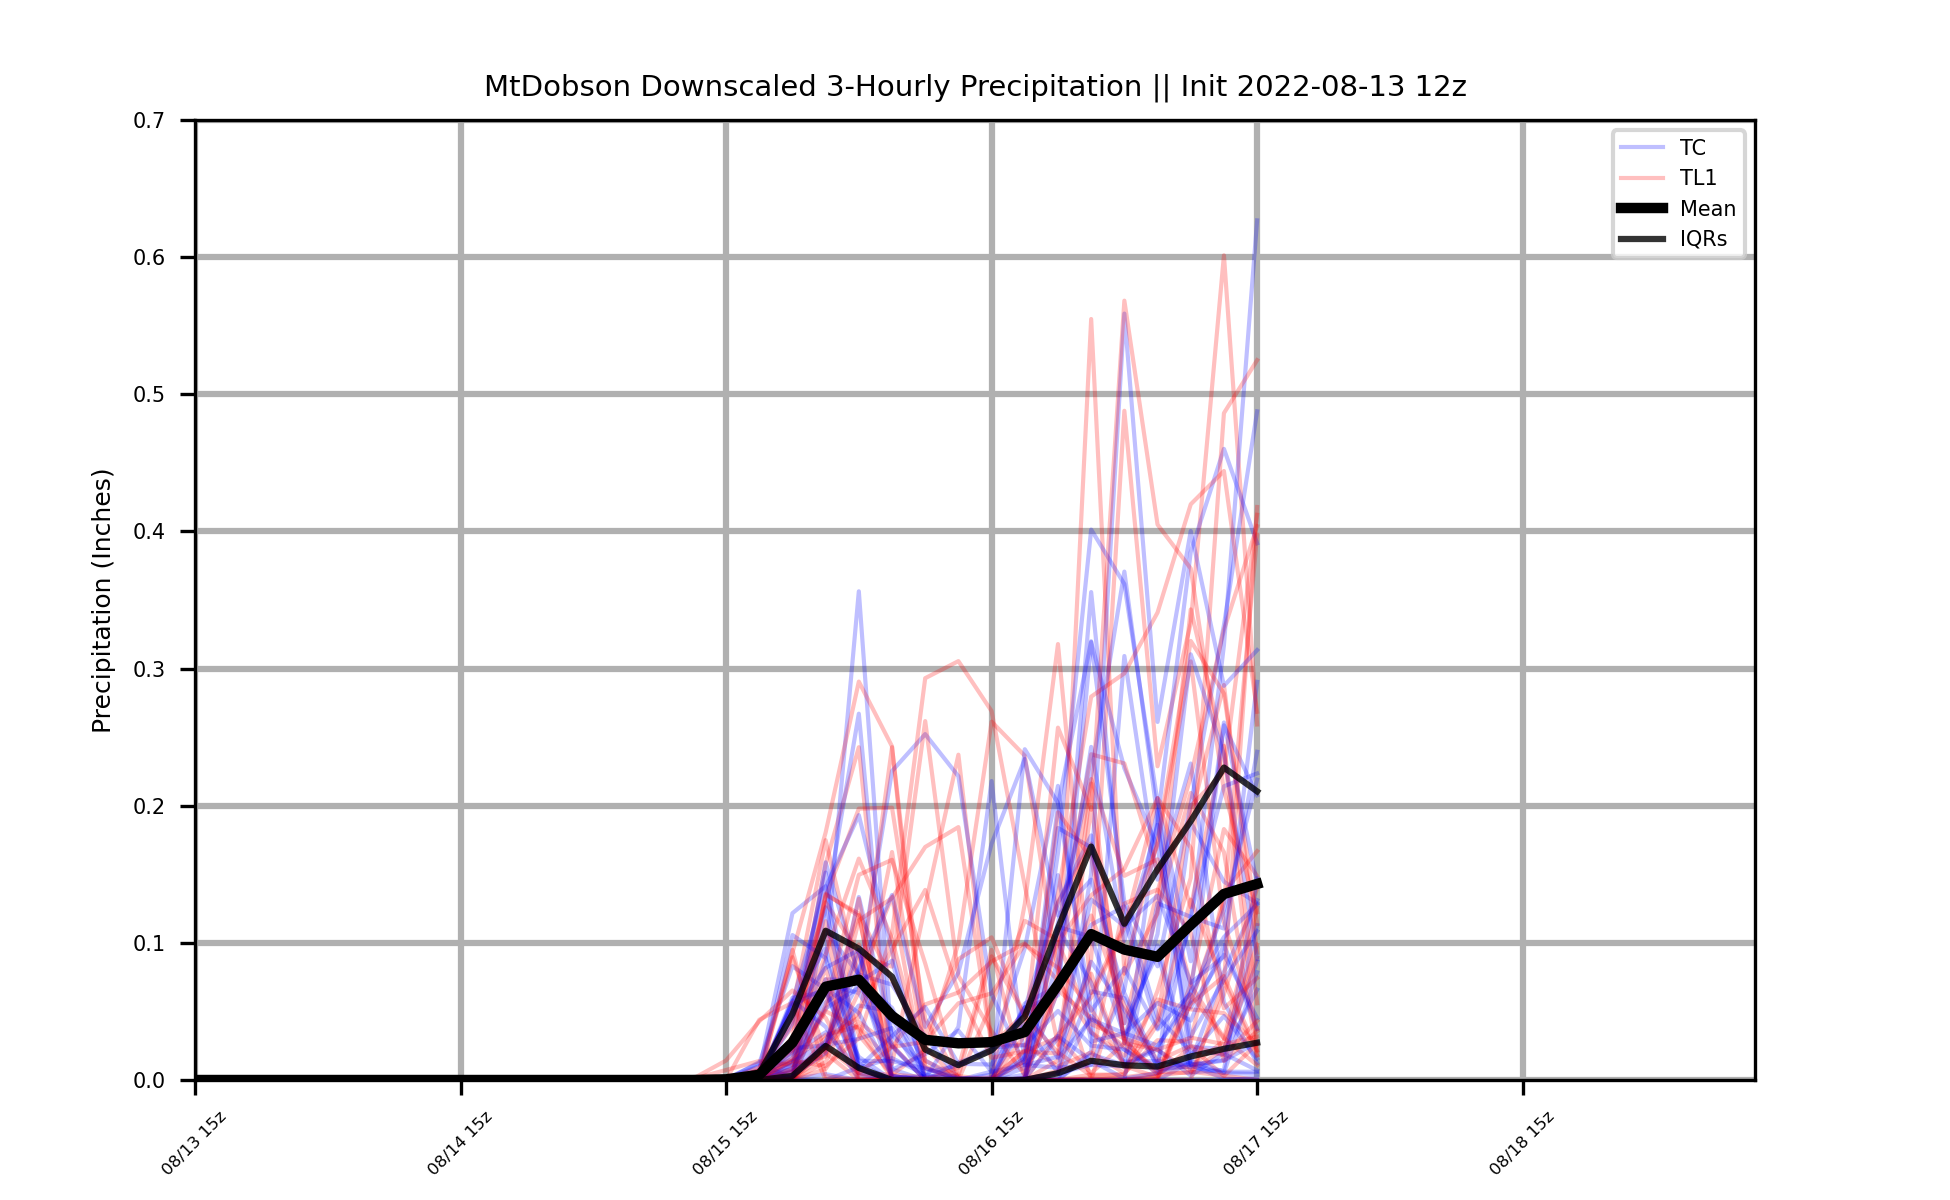 MtDobson Downscaled 3-Hourly Precipitation || Init 2022-08-13 12z
0.7
0.6
0.5
0.4
0.3
0.2
0.1
0.0
Precipitation (Inches)
TC
TL1
Mean
IQRs
08/13 15z
08/14 15z
08/15 15z
08/16 15z
08/17 15z
08/18 15z